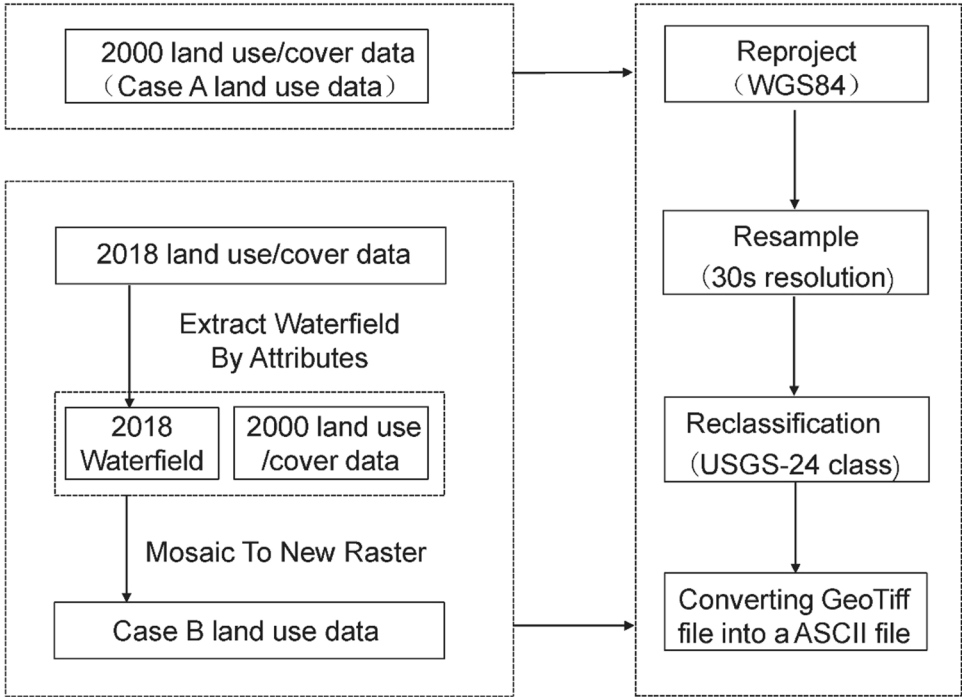 2000 land use/cover data
（Case A land use data）
2018 land use/cover data
Extract Waterfield
By Attributes
2018
Waterfield
2000 land use
/cover data
Mosaic To New Raster
Case B land use data
Reproject
（WGS84）
Resample
（30s resolution)
Reclassification
（USGS-24 class)
Converting GeoTiff
file into a ASCII file